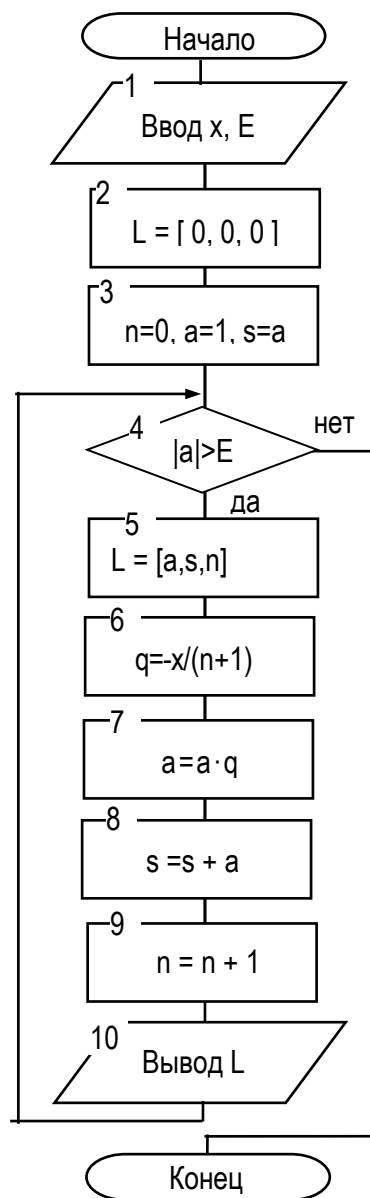 Начало
1
Ввод x, E
2
L = [ 0, 0, 0 ]
3
n=0, a=1, s=a
4
|a|>E
нет
да
5
L = [a,s,n]
6
q=-x/(n+1)
7
a=a·q
8
s =s + a
9
n = n + 1
10
Вывод L
Конец